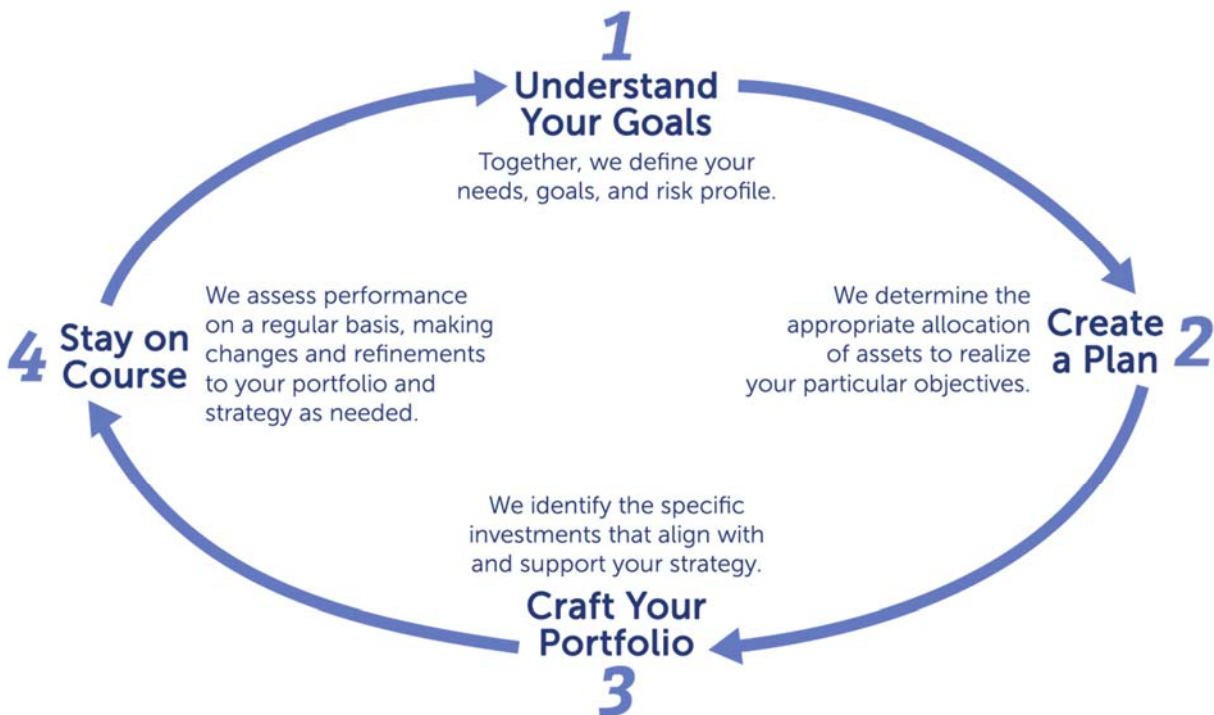 1
Understand
Your Goals
Together, we define your
needs, goals, and risk profile.
We determine the
appropriate allocation
of assets to realize
your particular objectives.
Create
a Plan
2
We identify the specific
investments that align with
and support your strategy.
Craft Your
Portfolio
3
4
Stay on
Course
We assess performance
on a regular basis, making
changes and refinements
to your portfolio and
strategy as needed.